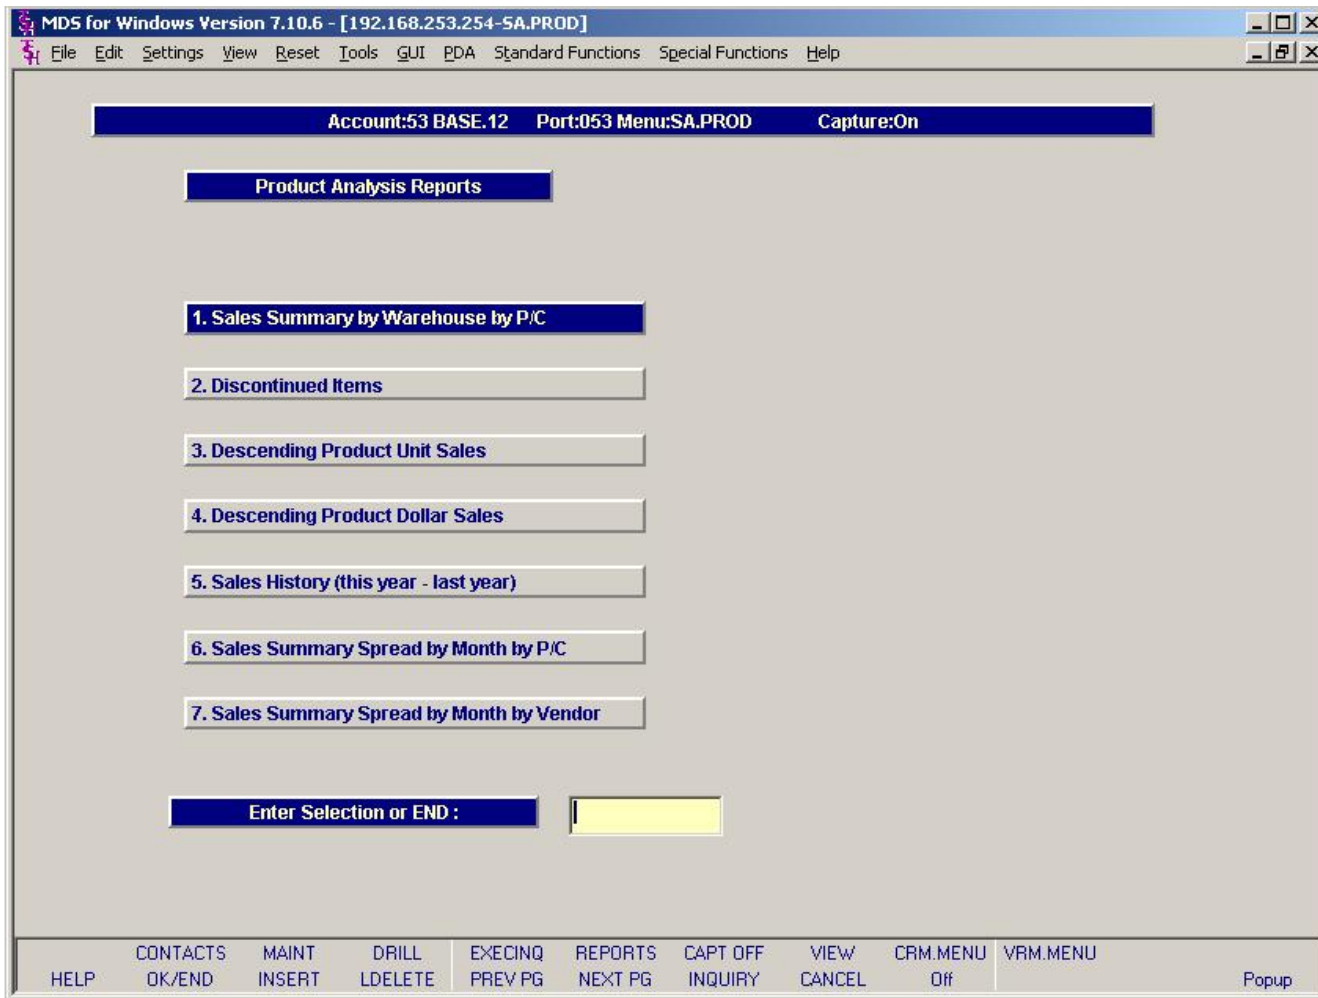 MDS for Windows Version 7.10.6 - [192.168.253.254-SA.PROD]
File Edit Settings View Reset Tools GUI PDA Standard Functions Special Functions Help
Account:53 BASE.12 Port:053 Menu:SA.PROD Capture:On
Product Analysis Reports
1. Sales Summary by Warehouse by P/C
2. Discontinued Items
3. Descending Product Unit Sales
4. Descending Product Dollar Sales
5. Sales History (this year - last year)
6. Sales Summary Spread by Month by P/C
7. Sales Summary Spread by Month by Vendor
Enter Selection or END :
CONTACTS MAINT DRILL EXECINQ REPORTS CAPT OFF VIEW CRM.MENU VRM.MENU
HELP OK/END INSERT LDELETE PREV PG NEXT PG INQUIRY CANCEL Off Popup